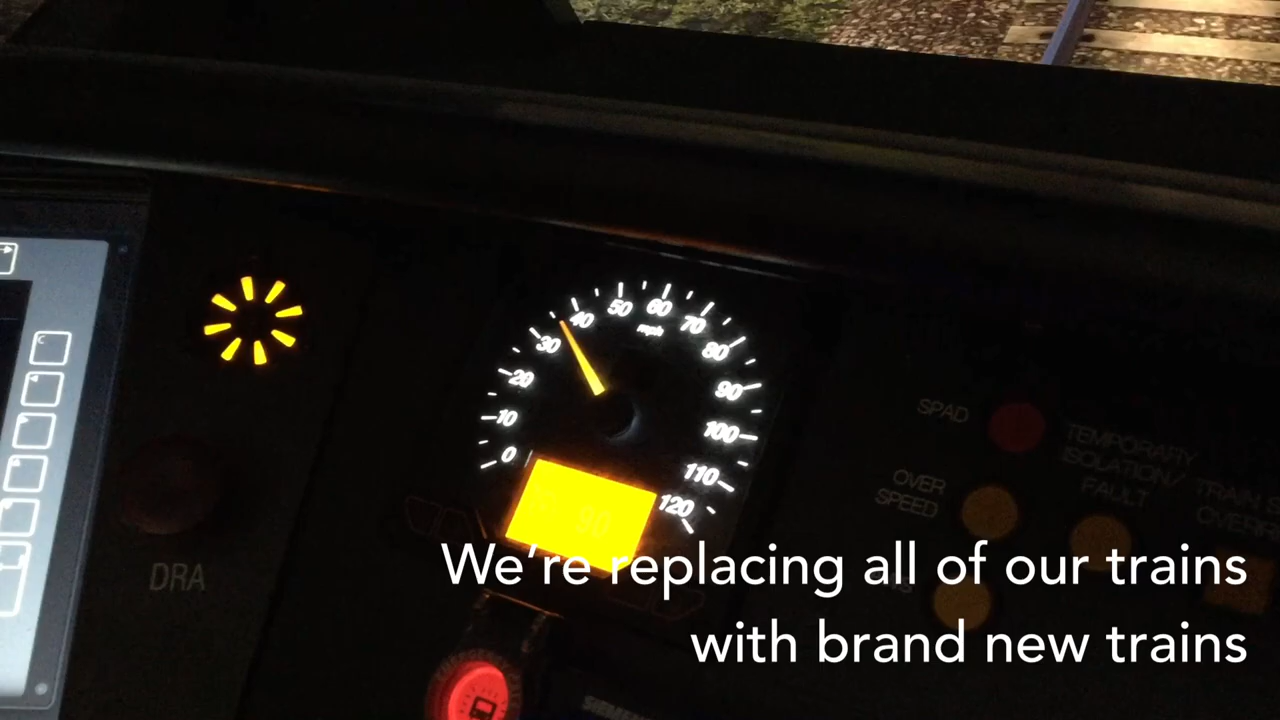 50
60
40
70
mph
30
80
20
90
10
100
0
110
120
90
SPAD
TEMPORARY
ISOLATION/
FAULT
OVER
SPEED
DRA
We're replacing all of our trains
with brand new trains